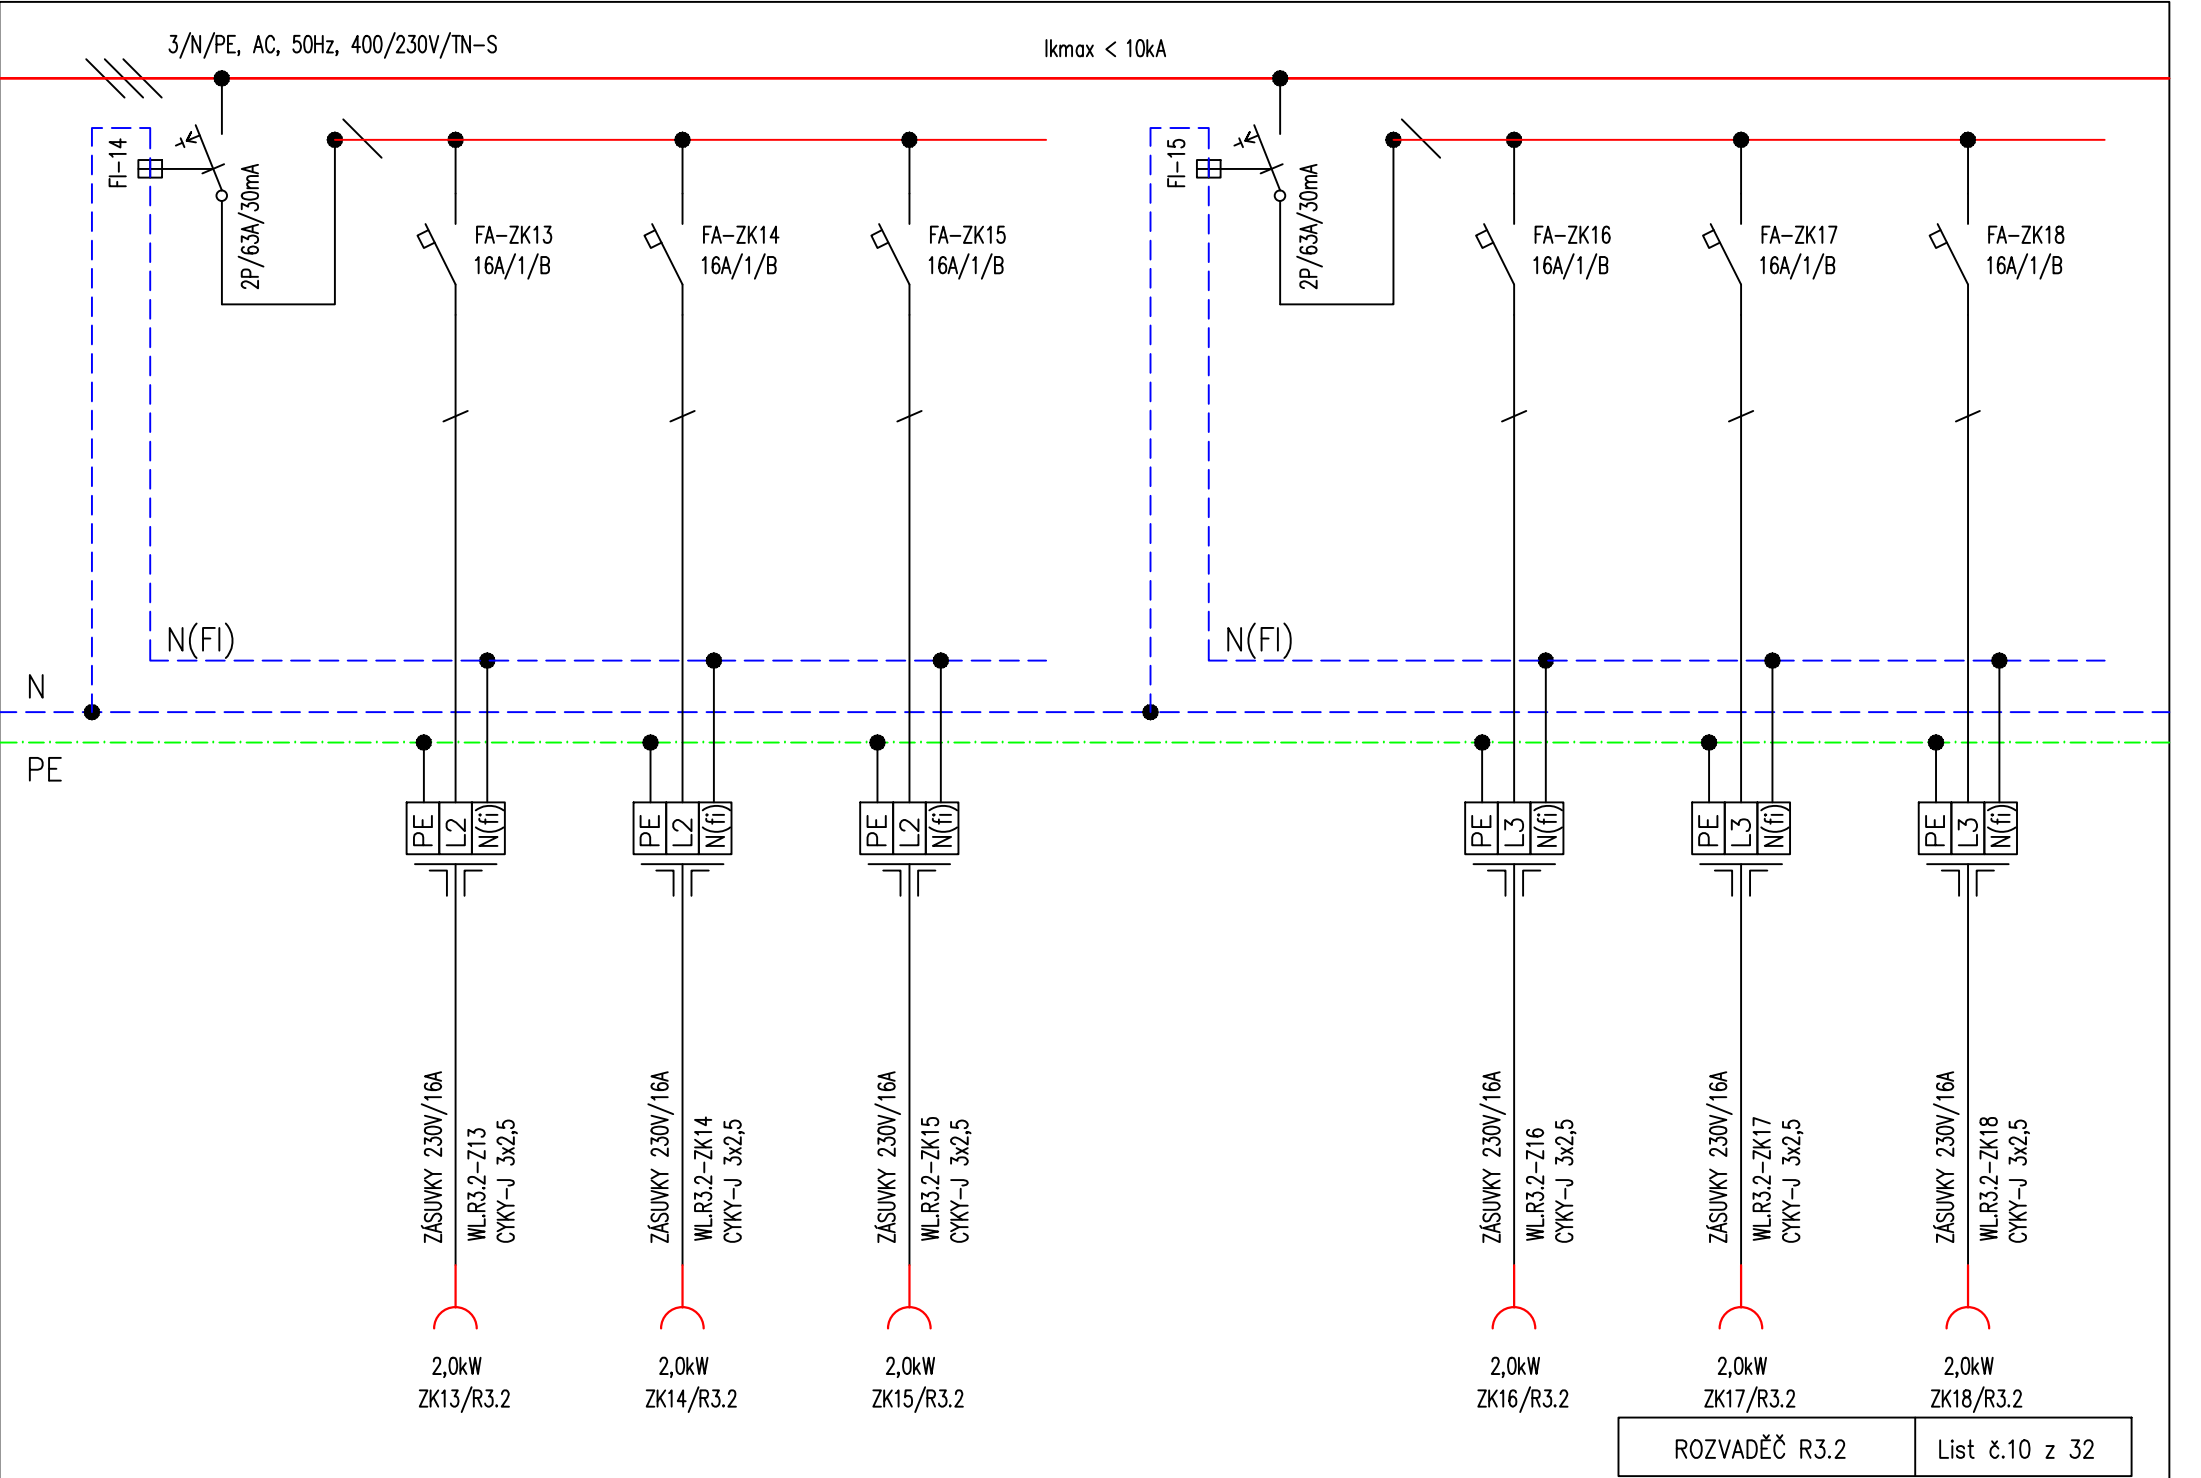 3/N/PE, AC, 50Hz, 400/230V/TN-S
Ikmax < 10kA
FI-14
2P/63A/30mA
FA-ZK13
16A/1/B
FA-ZK14
16A/1/B
FA-ZK15
16A/1/B
FI-15
2P/63A/30mA
FA-ZK16
16A/1/B
FA-ZK17
16A/1/B
FA-ZK18
16A/1/B
N(FI)
N(FI)
N
PE
PE L2 N(fi)
PE L2 N(fi)
PE L2 N(fi)
PE L3 N(fi)
PE L3 N(fi)
PE L3 N(fi)
ZÁSUVKY 230V/16A
WL.R3.2-Z13
CYKY-J 3x2,5
ZÁSUVKY 230V/16A
WL.R3.2-ZK14
CYKY-J 3x2,5
ZÁSUVKY 230V/16A
WL.R3.2-ZK15
CYKY-J 3x2,5
ZÁSUVKY 230V/16A
WL.R3.2-Z16
CYKY-J 3x2,5
ZÁSUVKY 230V/16A
WL.R3.2-ZK17
CYKY-J 3x2,5
ZÁSUVKY 230V/16A
WL.R3.2-ZK18
CYKY-J 3x2,5
2,0kW
ZK13/R3.2
2,0kW
ZK14/R3.2
2,0kW
ZK15/R3.2
2,0kW
ZK16/R3.2
2,0kW
ZK17/R3.2
2,0kW
ZK18/R3.2
ROZVADĚČ R3.2
List č.10 z 32